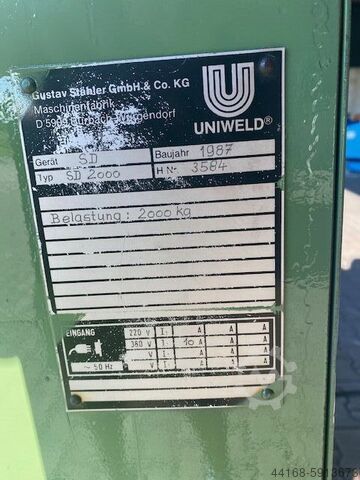 Gustav Stähler GmbH & Co. KG
Maschinenfabrik
UNIWELD®
Gerät SD Baujahr 1987
Typ SD 2000 H Nr. 3584
Belastung: 2000 kg
EINGANG
220 V I: A A A
380 V I: 10 A A A
V I: A A A
~ 50 Hz V I: A A A
44168-5913673